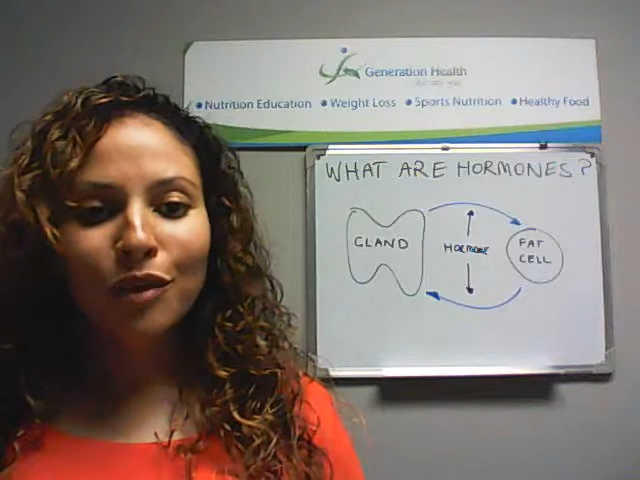 Generation Health
•Nutrition Education •Weight Loss •Sports Nutrition •Healthy Food
WHAT ARE HORMONES?
GLAND
HORMONE
FAT
CELL